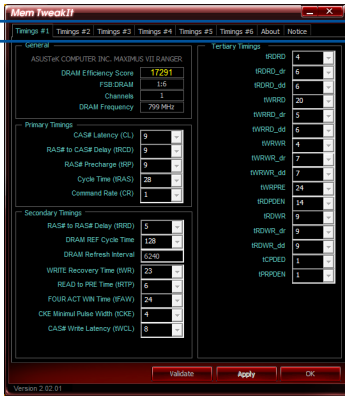 Mem TweakIt
Timings #1 Timings #2 Timings #3 Timings #4 Timings #5 Timings #6 About Notice
General
ASUSTeK COMPUTER INC. MAXIMUS VII RANGER
DRAM Efficiency Score 17291
FSB:DRAM 1:6
Channels 1
DRAM Frequency 799 MHz
Primary Timings
CAS# Latency (CL) 9
RAS# to CAS# Delay (tRCD) 9
RAS# Precharge (tRP) 9
Cycle Time (tRAS) 28
Command Rate (CR) 1
Secondary Timings
RAS# to RAS# Delay (tRRD) 5
DRAM REF Cycle Time 128
DRAM Refresh Interval 6240
WRITE Recovery Time (tWR) 23
READ to PRE Time (tRTP) 6
FOUR ACT WIN Time (tFAW) 24
CKE Minimul Pulse Width (tCKE) 4
CAS# Write Latency (tWCL) 8
Tertiary Timings
tRDRD 4
tRDRD_dr 6
tRDRD_dd 6
tWRRD 20
tWRRD_dr 5
tWRRD_dd 6
tWRWR 4
tWRWR_dr 7
tWRWR_dd 7
tWRPRE 24
tRDPDEN 14
tRDWR 9
tRDWR_dr 9
tRDWR_dd 9
tCPDED 1
tPRPDEN 1
Validate Apply OK
Version 2.02.01